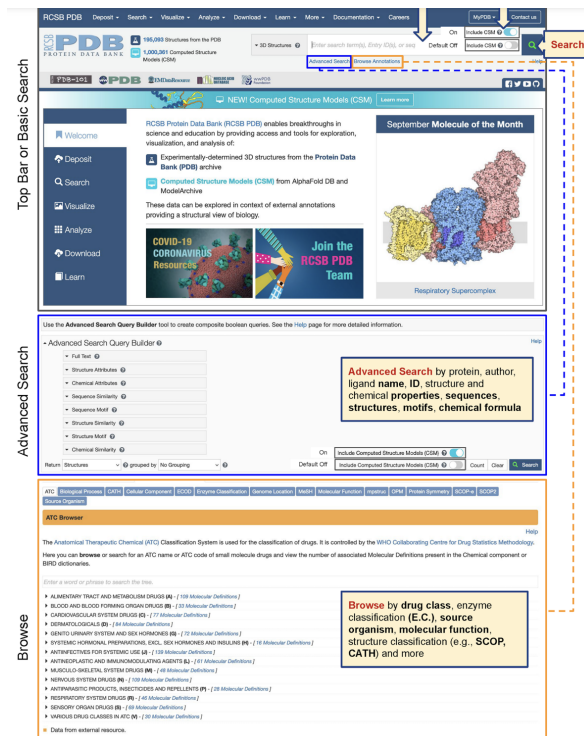 RCSB PDB Deposit Search Visualize Analyze Download Learn More Documentation Careers MyPDB Contact us
PDB
PROTEIN DATA BANK
195,093 Structures from the PDB
1,000,361 Computed Structure Models (CSM)
3D Structures Enter search term(s), Entry ID(s), or seq
On Include CSM
Default Off Include CSM
Search
Advanced Search Browse Annotations
Help
PDB-101 PDB EMDataResource wwPDB
NEW! Computed Structure Models (CSM) Learn more
Top Bar or Basic Search
Welcome
Deposit
Search
Visualize
Analyze
Download
Learn
RCSB Protein Data Bank (RCSB PDB) enables breakthroughs in
science and education by providing access and tools for exploration,
visualization, and analysis of:
Experimentally-determined 3D structures from the Protein Data
Bank (PDB) archive
Computed Structure Models (CSM) from AlphaFold DB and
ModelArchive
These data can be explored in context of external annotations
providing a structural view of biology.
COVID-19
CORONAVIRUS
Resources
Join the
RCSB PDB
Team
September Molecule of the Month
Respiratory Supercomplex
Advanced Search
Use the Advanced Search Query Builder tool to create composite boolean queries. See the Help page for more detailed information.
Advanced Search Query Builder
Help
Full Text
Structure Attributes
Chemical Attributes
Sequence Similarity
Sequence Motif
Structure Similarity
Structure Motif
Chemical Similarity
Advanced Search by protein, author,
ligand name, ID, structure and
chemical properties, sequences,
structures, motifs, chemical formula
On Include Computed Structure Models (CSM)
Return Structures grouped by No Grouping
Default Off Include Computed Structure Models (CSM) Count Clear Search
Browse
ATC Biological Process CATH Cellular Component ECOD Enzyme Classification Genome Location MeSH Molecular Function mpstruc OPM Protein Symmetry SCOP-e SCOP2
Source Organism
ATC Browser
Help
The Anatomical Therapeutic Chemical (ATC) Classification System is used for the classification of drugs. It is controlled by the WHO Collaborating Centre for Drug Statistics Methodology.
Here you can browse or search for an ATC name or ATC code of small molecule drugs and view the number of associated Molecular Definitions present in the Chemical component or
BIRD dictionaries.
Enter a word or phrase to search the tree.
ALIMENTARY TRACT AND METABOLISM DRUGS (A) - [ 109 Molecular Definitions ]
BLOOD AND BLOOD FORMING ORGAN DRUGS (B) - [ 35 Molecular Definitions ]
CARDIOVASCULAR SYSTEM DRUGS (C) - [ 77 Molecular Definitions ]
DERMATOLOGICALS (D) - [ 84 Molecular Definitions ]
GENITO URINARY SYSTEM AND SEX HORMONES (G) - [ 72 Molecular Definitions ]
SYSTEMIC HORMONAL PREPARATIONS, EXCL. SEX HORMONES AND INSULINS (H) - [ 16 Molecular Definitions ]
ANTIINFECTIVES FOR SYSTEMIC USE (J) - [ 139 Molecular Definitions ]
ANTINEOPLASTIC AND IMMUNOMODULATING AGENTS (L) - [ 61 Molecular Definitions ]
MUSCULO-SKELETAL SYSTEM DRUGS (M) - [ 46 Molecular Definitions ]
NERVOUS SYSTEM DRUGS (N) - [ 109 Molecular Definitions ]
ANTIPARASITIC PRODUCTS, INSECTICIDES AND REPELLENTS (P) - [ 28 Molecular Definitions ]
RESPIRATORY SYSTEM DRUGS (R) - [ 46 Molecular Definitions ]
SENSORY ORGAN DRUGS (S) - [ 69 Molecular Definitions ]
VARIOUS DRUG CLASSES IN ATC (V) - [ 30 Molecular Definitions ]
Data from external resource.
Browse by drug class, enzyme
classification (E.C.), source
organism, molecular function,
structure classification (e.g., SCOP,
CATH) and more